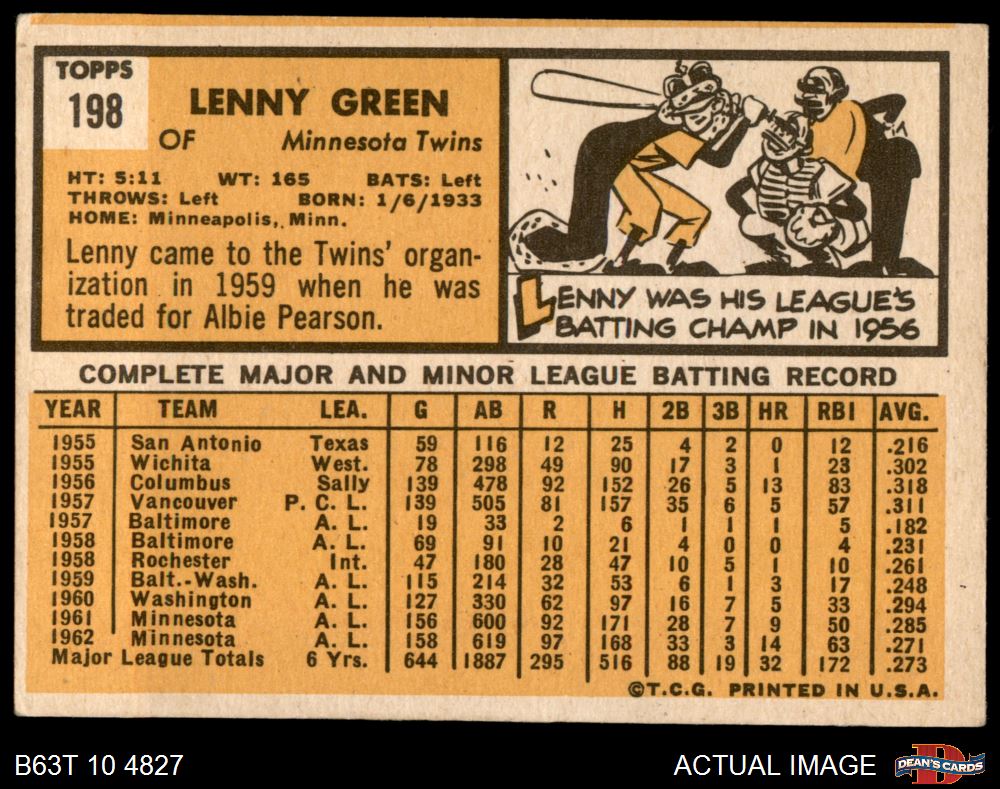 TOPPS
198
LENNY GREEN
OF Minnesota Twins
HT: 5:11 WT: 165 BATS: Left
THROWS: Left BORN: 1/6/1933
HOME: Minneapolis, Minn.
Lenny came to the Twins' organ-
ization in 1959 when he was
traded for Albie Pearson.
LENNY WAS HIS LEAGUE'S
BATTING CHAMP IN 1956
COMPLETE MAJOR AND MINOR LEAGUE BATTING RECORD
YEAR TEAM LEA. G AB R H 2B 3B HR RBI AVG.
1955 San Antonio Texas 59 116 12 25 4 2 0 12 .216
1955 Wichita West. 78 298 49 90 17 3 1 23 .302
1956 Columbus Sally 139 478 92 152 26 5 13 83 .318
1957 Vancouver P. C. L. 139 505 81 157 35 6 5 57 .311
1957 Baltimore A. L. 19 33 2 6 1 1 1 5 .182
1958 Baltimore A. L. 69 91 10 21 4 0 0 4 .231
1958 Rochester Int. 47 180 28 47 10 5 1 10 .261
1959 Balt.-Wash. A. L. 115 214 32 53 6 1 3 17 .248
1960 Washington A. L. 127 330 62 97 16 7 5 33 .294
1961 Minnesota A. L. 156 600 92 171 28 7 9 50 .285
1962 Minnesota A. L. 158 619 97 168 33 3 14 63 .271
Major League Totals 6 Yrs. 644 1887 295 516 88 19 32 172 .273
©T.C.G. PRINTED IN U.S.A.
B63T 10 4827 ACTUAL IMAGE DEAN'S CARDS